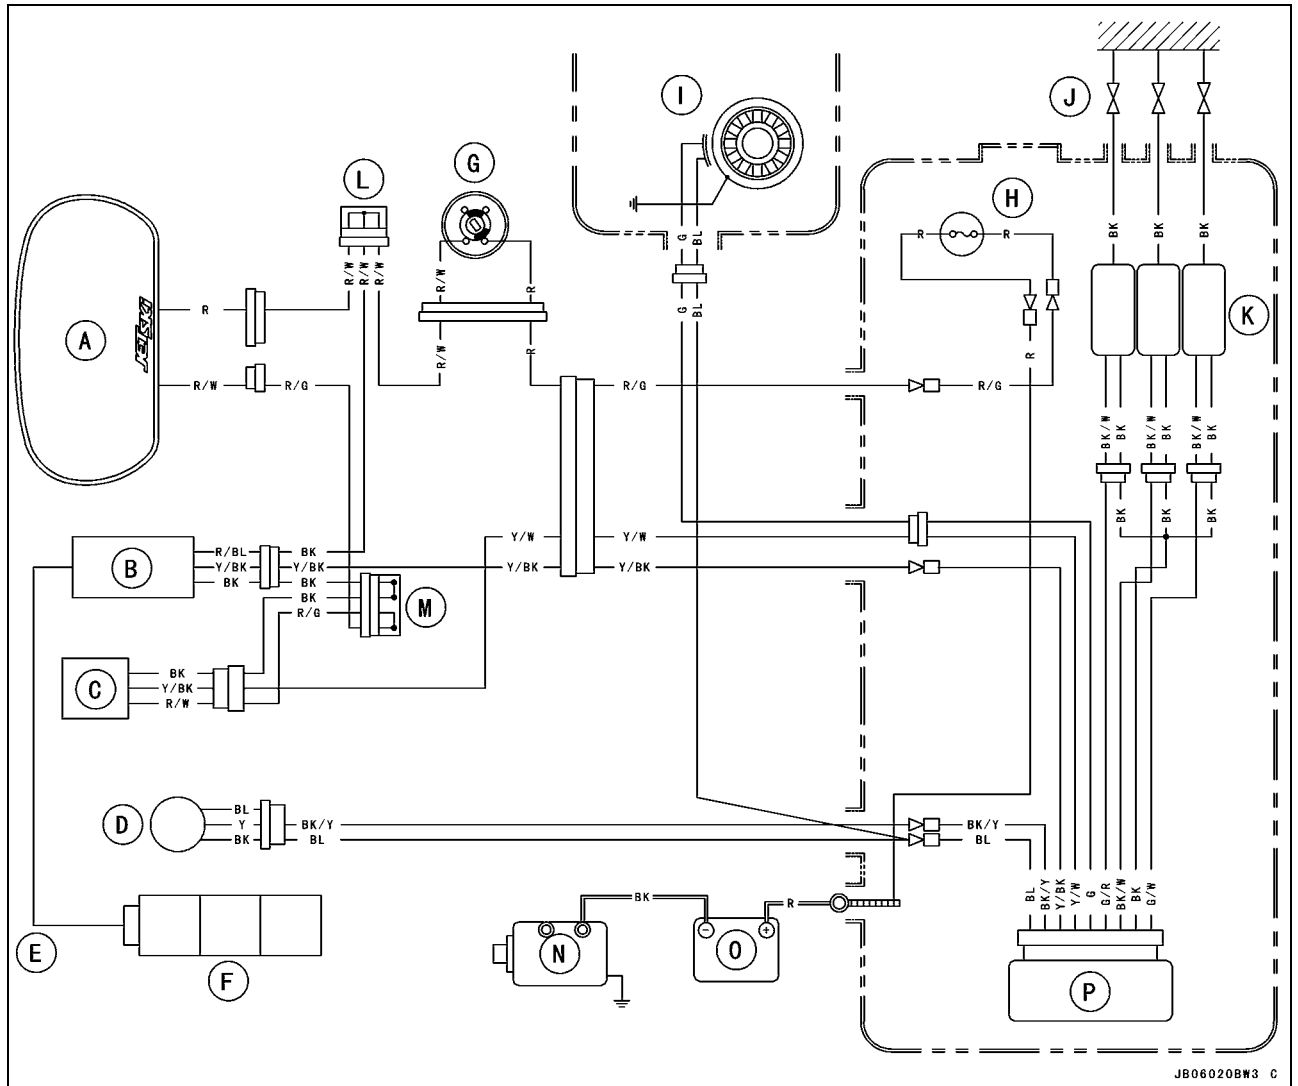 J
I
G
L
H
BK BK BK
R R
R/W R/W R/W
R/W R
G BL
G BL
JET SKI
R
A
K
R/W R
R
R/W R/G R/G R/G
BK/W BK BK/W BK BK/W BK
BK BK BK
Y/W Y/W
R/BL BK
B Y/BK Y/BK Y/BK Y/BK
BK BK
BK M
R/G
BK
C Y/BK
R/W
BL
D Y BK/Y BK/Y
BK BL BL
BL BK/Y Y/BK Y/W G G/R BK/W BK G/W
BK R
E F N - O + P
JB06020BW3 C